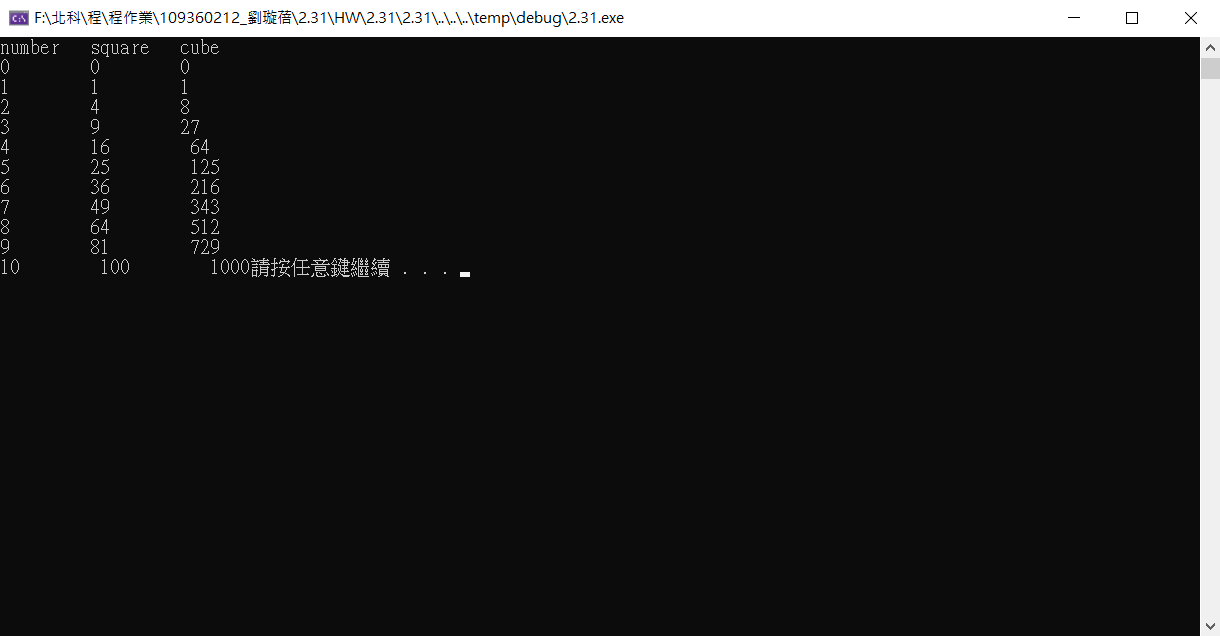 F:\北科\程\程作業\109360212_劉璇蓓\2.31\HW\2.31\2.31\..\..\..\temp\debug\2.31.exe
number   square   cube
0        0        0
1        1        1
2        4        8
3        9        27
4        16        64
5        25        125
6        36        216
7        49        343
8        64        512
9        81        729
10        100        1000請按任意鍵繼續 . . .